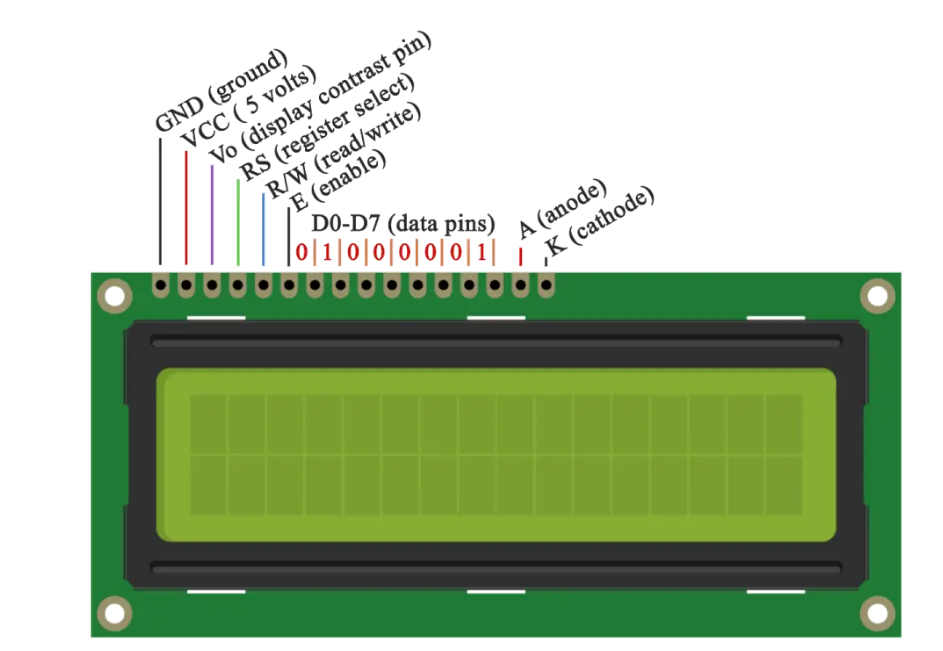 GND (ground)
VCC ( 5 volts)
Vo (display contrast pin)
RS (register select)
R/W (read/write)
E (enable)
D0-D7 (data pins)
0 1 0 0 0 0 0 1
A (anode)
K (cathode)